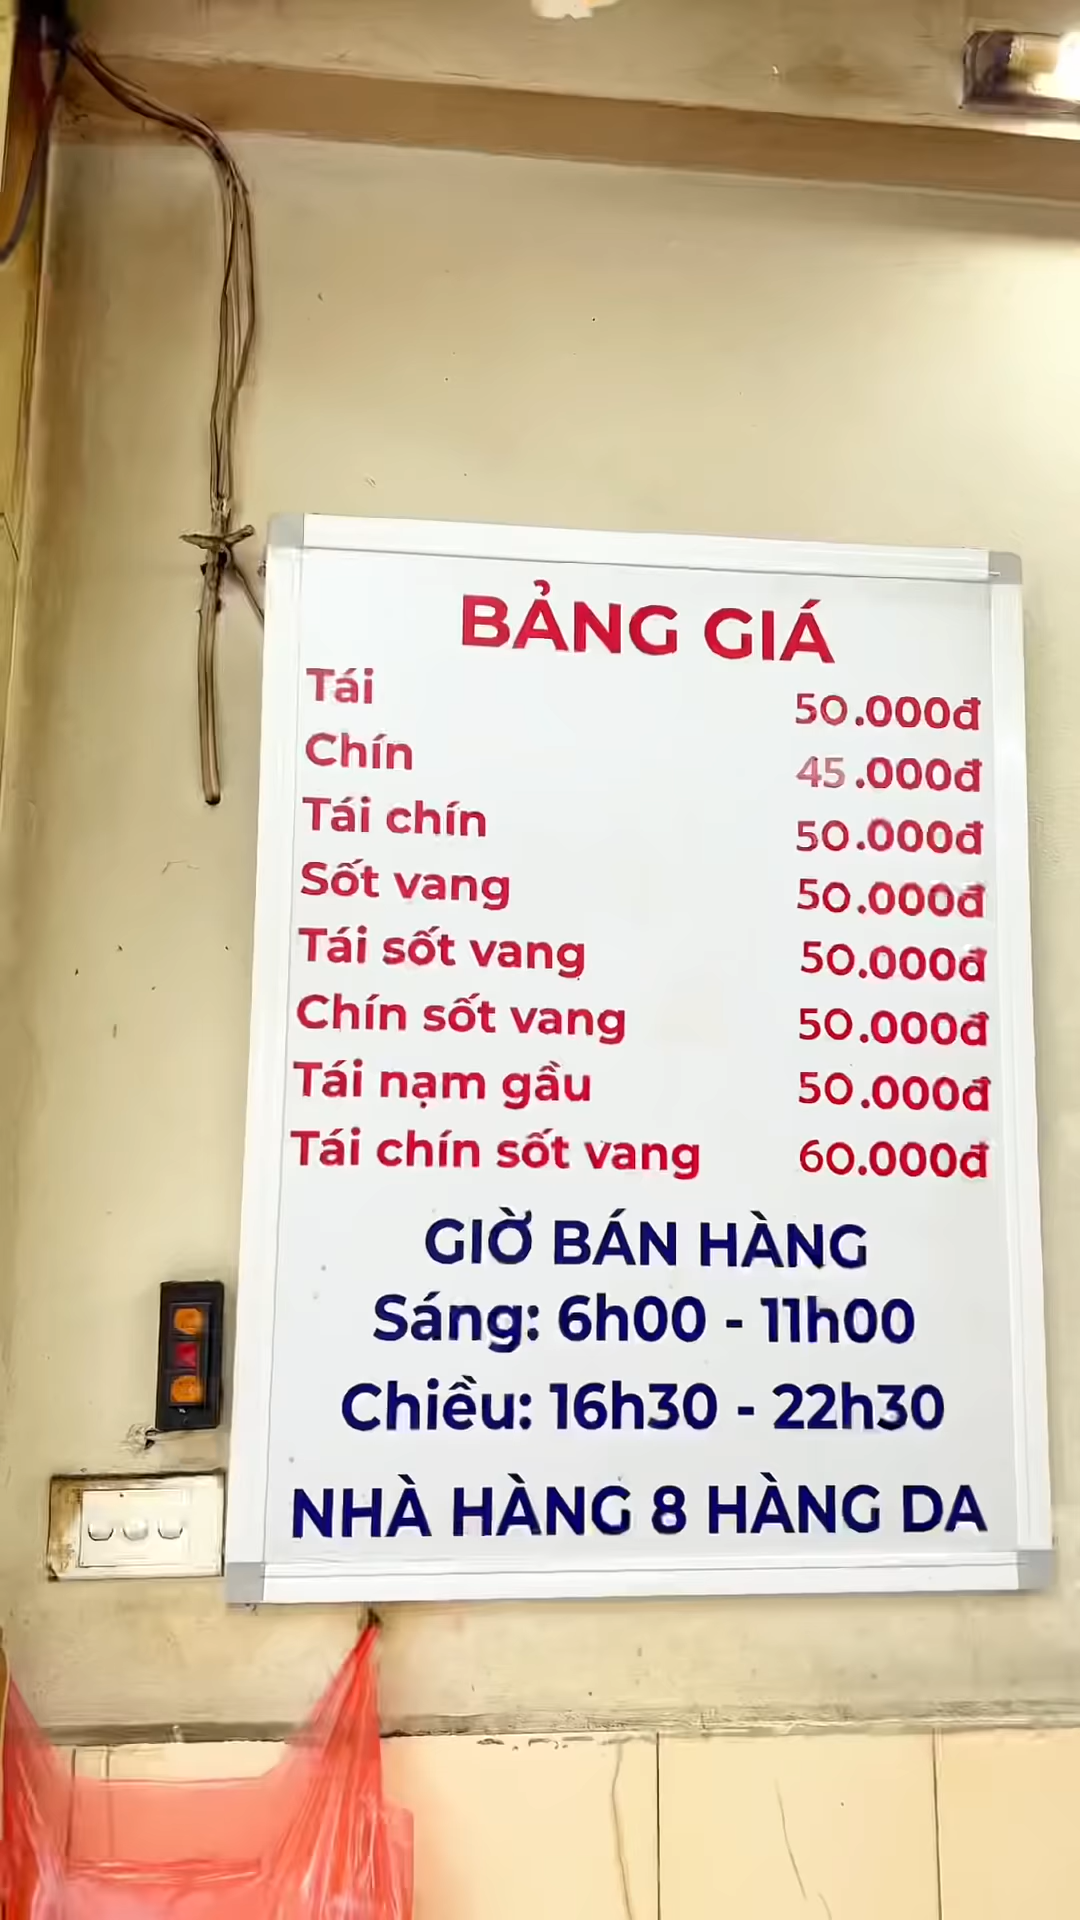 BẢNG GIÁ
Tái 50.000đ
Chín 45.000đ
Tái chín 50.000đ
Sốt vang 50.000đ
Tái sốt vang 50.000đ
Chín sốt vang 50.000đ
Tái nạm gầu 50.000đ
Tái chín sốt vang 60.000đ
GIỜ BÁN HÀNG
Sáng: 6h00 - 11h00
Chiều: 16h30 - 22h30
NHÀ HÀNG 8 HÀNG DA